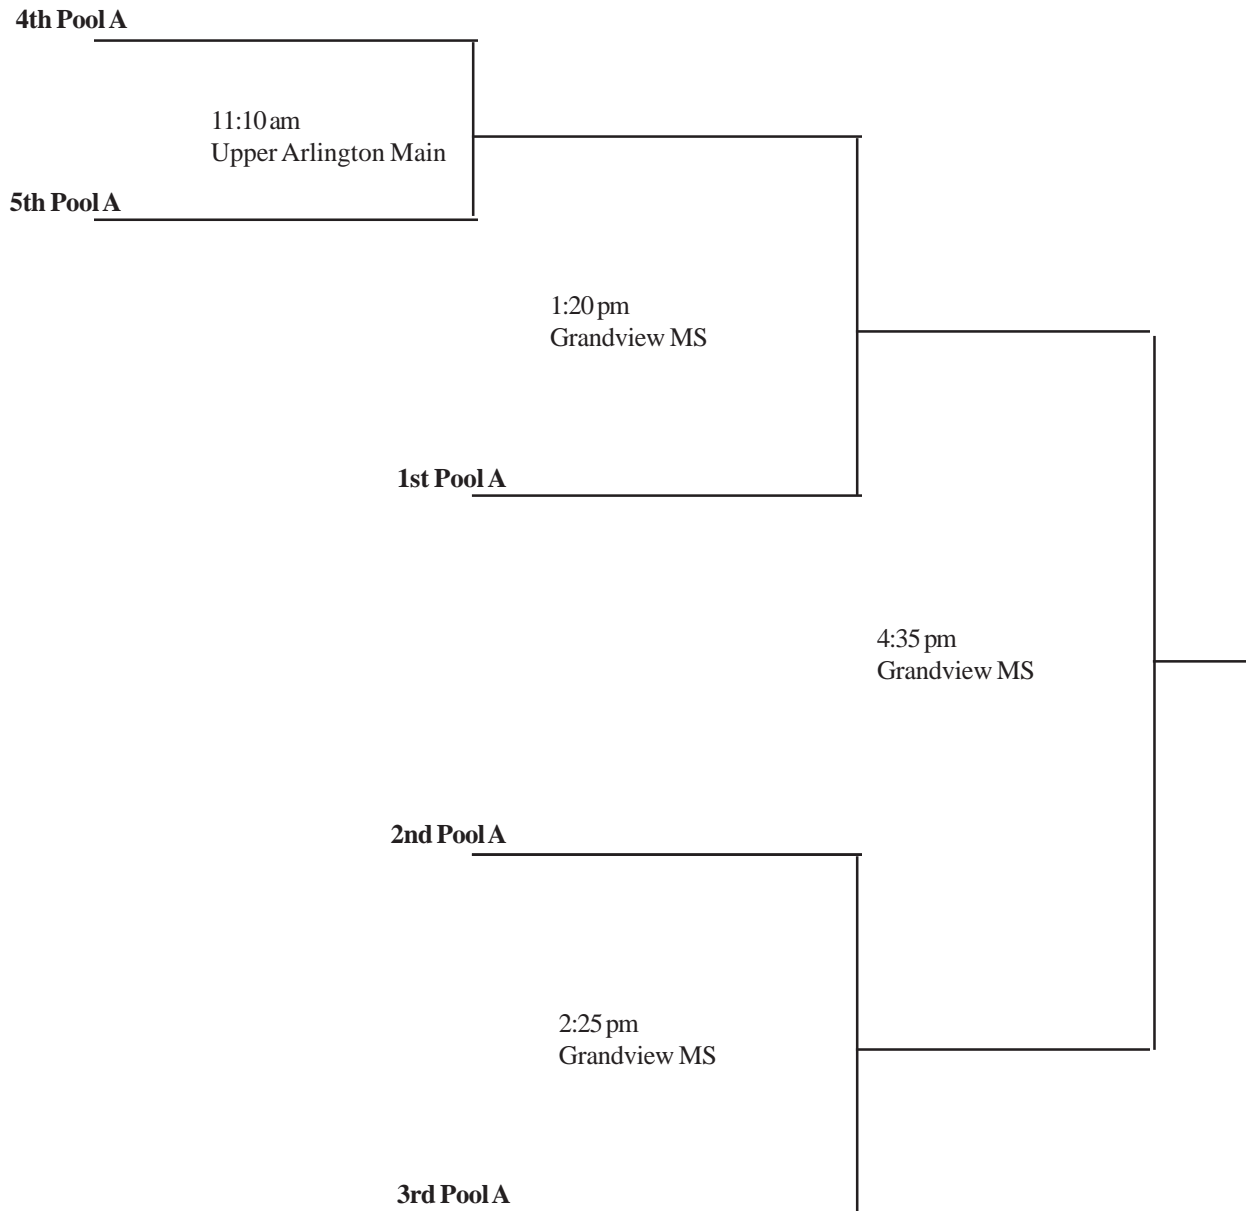 4th Pool A
11:10 am
Upper Arlington Main
5th Pool A
1:20 pm
Grandview MS
1st Pool A
4:35 pm
Grandview MS
2nd Pool A
2:25 pm
Grandview MS
3rd Pool A